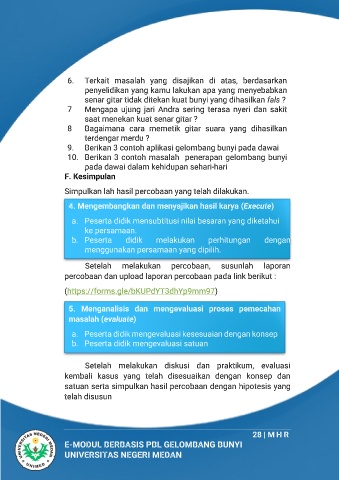 6. Terkait masalah yang disajikan di atas, berdasarkan
penyelidikan yang kamu lakukan apa yang menyebabkan
senar gitar tidak ditekan kuat bunyi yang dihasilkan fals ?
7 Mengapa ujung jari Andra sering terasa nyeri dan sakit
saat menekan kuat senar gitar ?
8 Bagaimana cara memetik gitar suara yang dihasilkan
terdengar merdu ?
9. Berikan 3 contoh aplikasi gelombang bunyi pada dawai
10. Berikan 3 contoh masalah penerapan gelombang bunyi
pada dawai dalam kehidupan sehari-hari
F. Kesimpulan
Simpulkan lah hasil percobaan yang telah dilakukan.
4. Mengembangkan dan menyajikan hasil karya (Execute)
a. Peserta didik mensubtitusi nilai besaran yang diketahui
ke persamaan.
b. Peserta didik melakukan perhitungan dengan
menggunakan persamaan yang dipilih.
Setelah melakukan percobaan, susunlah laporan
percobaan dan upload laporan percobaan pada link berikut :
(https://forms.gle/bKUPdYT3dhYp9mm97)
5. Menganalisis dan mengevaluasi proses pemecahan
masalah (evaluate)
a. Peserta didik mengevaluasi kesesuaian dengan konsep
b. Peserta didik mengevaluasi satuan
Setelah melakukan diskusi dan praktikum, evaluasi
kembali kasus yang telah disesuaikan dengan konsep dan
satuan serta simpulkan hasil percobaan dengan hipotesis yang
telah disusun
28 | M H R
E-MODUL BERBASIS PBL GELOMBANG BUNYI
UNIVERSITAS NEGERI MEDAN
UNIVERSITAS NEGERI MEDAN
UNIMED